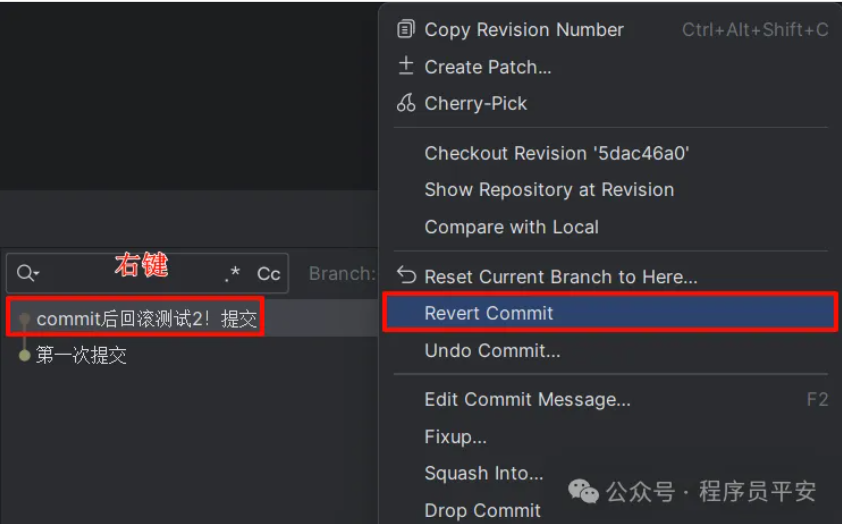 Copy Revision Number Ctrl+Alt+Shift+C
Create Patch...
Cherry-Pick
Checkout Revision '5dac46a0'
Show Repository at Revision
Compare with Local
右键
.* Cc Branch:
Reset Current Branch to Here...
commit后回滚测试2! 提交
Revert Commit
第一次提交
Undo Commit...
Edit Commit Message... F2
Fixup...
Squash Into...
Drop Commit
公众号 · 程序员平安